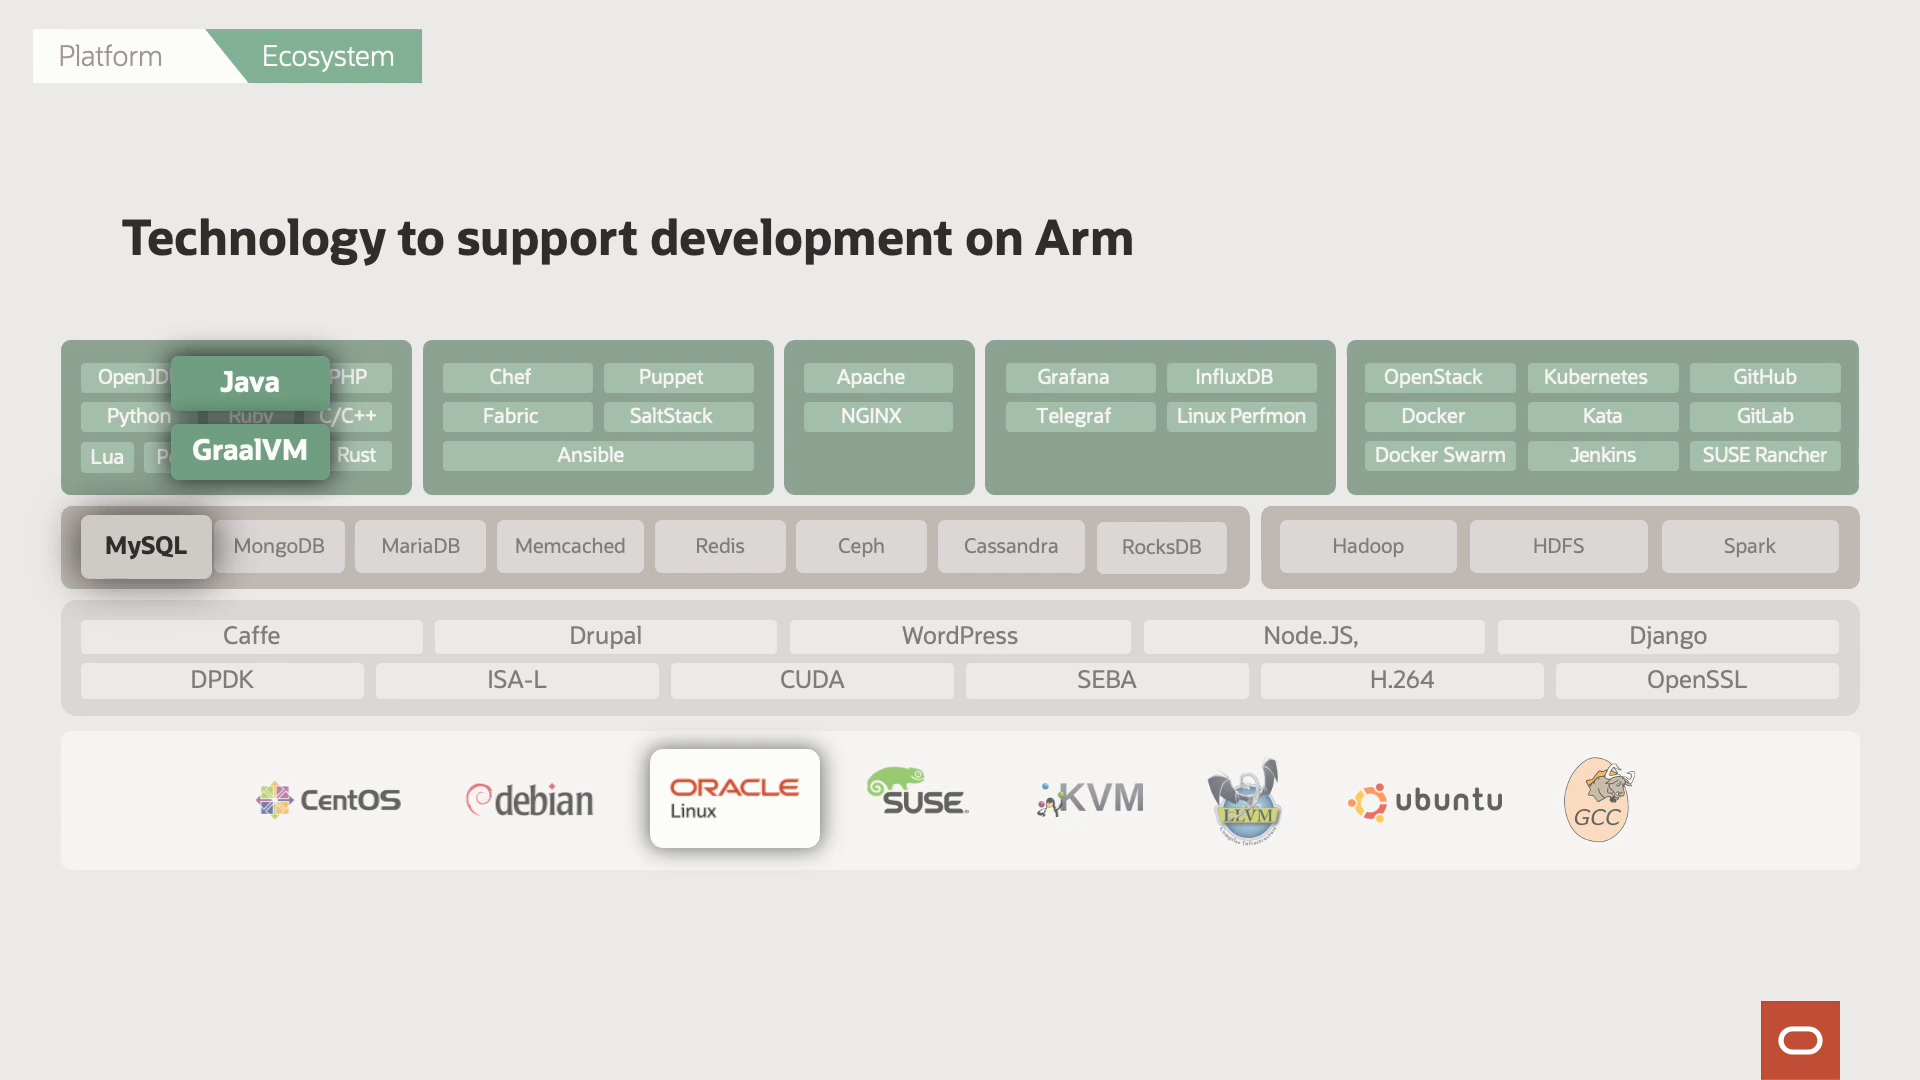 Platform
Ecosystem
Technology to support development on Arm
Java
PHP
Python
Ruby
C/C++
Lua
GraalVM
Rust
Chef
Puppet
Fabric
SaltStack
Ansible
Apache
NGINX
Grafana
InfluxDB
Telegraf
Linux Perfmon
OpenStack
Kubernetes
GitHub
Docker
Kata
GitLab
Docker Swarm
Jenkins
SUSE Rancher
MySQL
MongoDB
MariaDB
Memcached
Redis
Ceph
Cassandra
RocksDB
Hadoop
HDFS
Spark
Caffe
Drupal
WordPress
Node.JS,
Django
DPDK
ISA-L
CUDA
SEBA
H.264
OpenSSL
CentOS
debian
ORACLE
Linux
SUSE
KVM
LLVM
Compiler Infrastructure
ubuntu
GCC